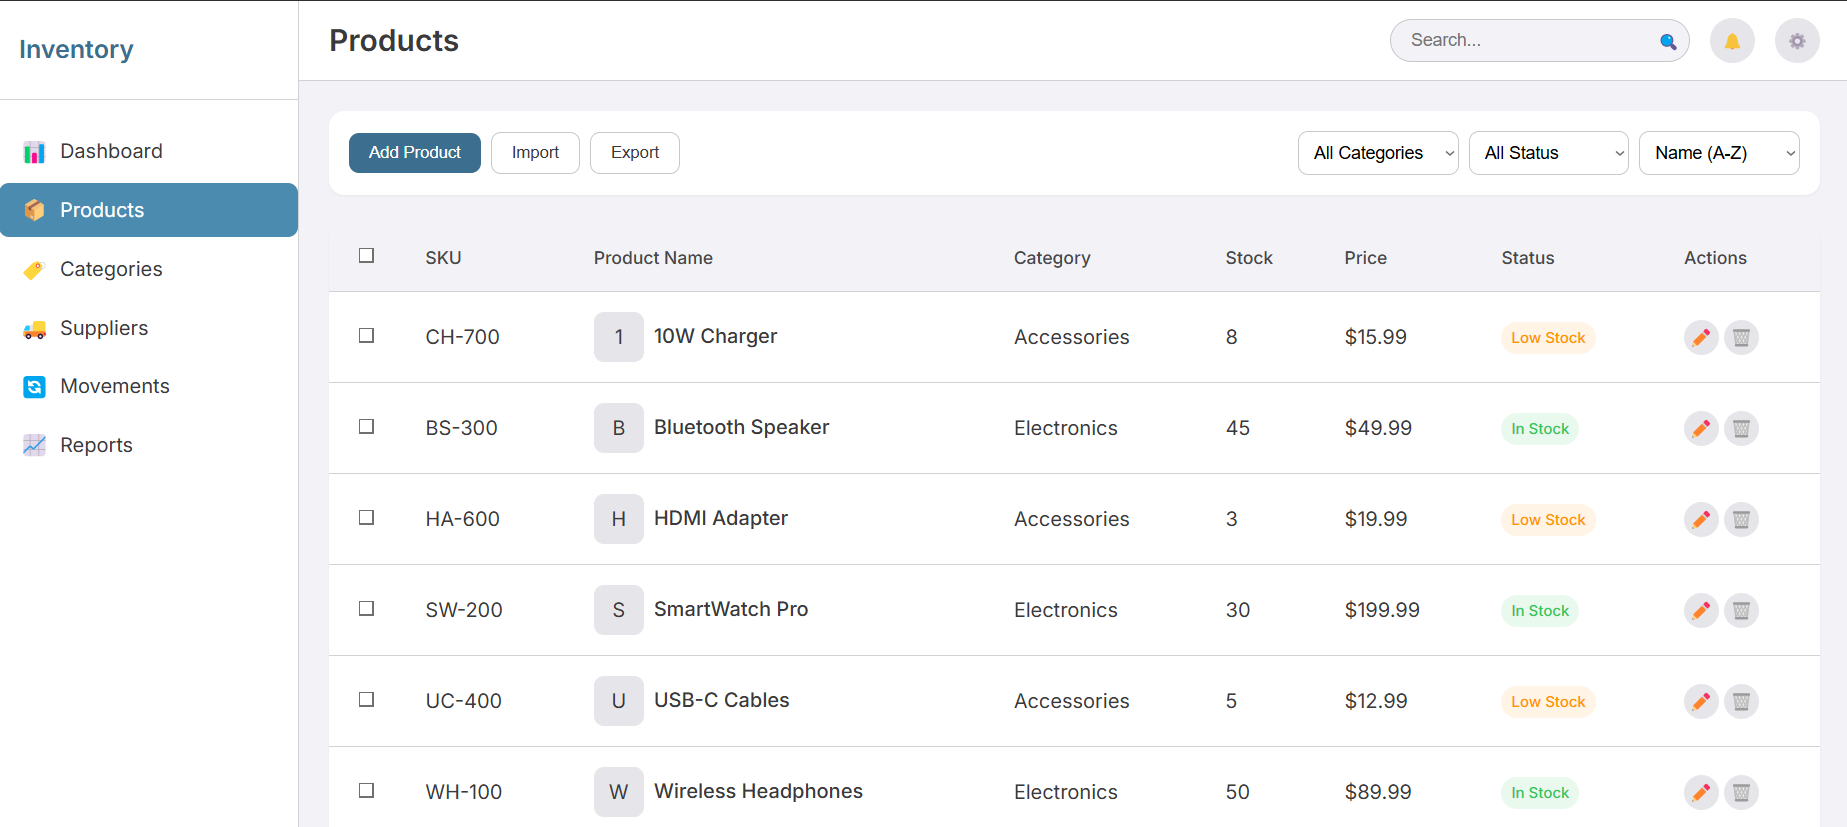 Inventory
Products
Search...
Dashboard
Products
Categories
Suppliers
Movements
Reports
Add Product Import Export All Categories All Status Name (A-Z)
SKU Product Name Category Stock Price Status Actions
CH-700 1 10W Charger Accessories 8 $15.99 Low Stock
BS-300 B Bluetooth Speaker Electronics 45 $49.99 In Stock
HA-600 H HDMI Adapter Accessories 3 $19.99 Low Stock
SW-200 S SmartWatch Pro Electronics 30 $199.99 In Stock
UC-400 U USB-C Cables Accessories 5 $12.99 Low Stock
WH-100 W Wireless Headphones Electronics 50 $89.99 In Stock